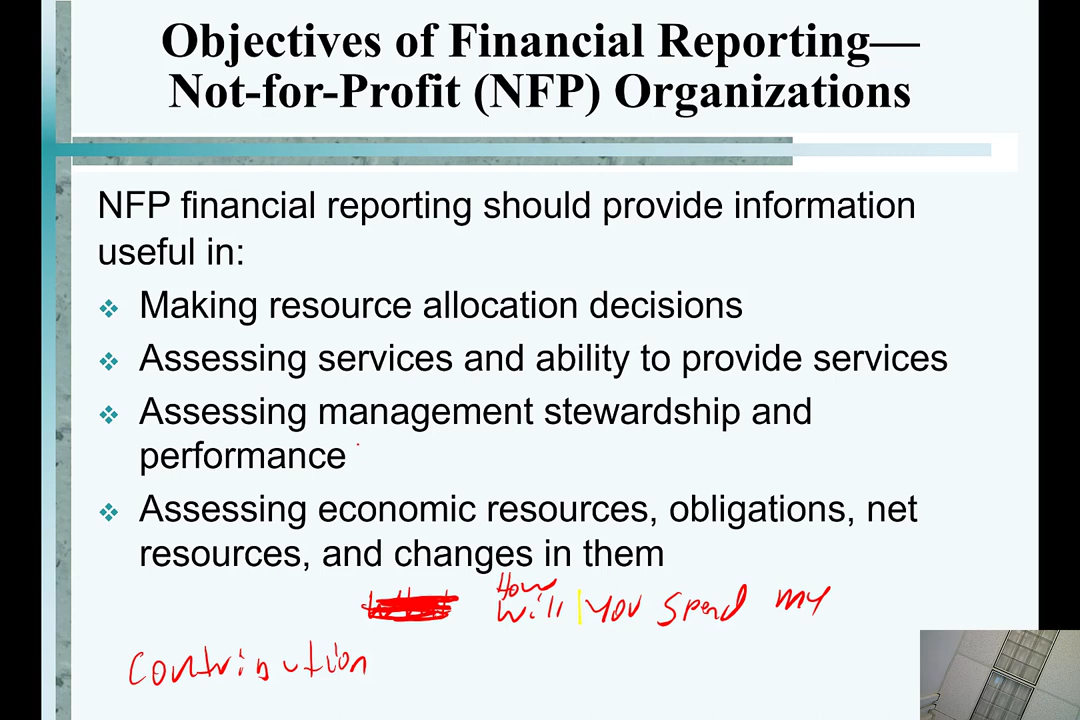 Objectives of Financial Reporting—
Not-for-Profit (NFP) Organizations
NFP financial reporting should provide information
useful in:
❖ Making resource allocation decisions
❖ Assessing services and ability to provide services
❖ Assessing management stewardship and
performance
❖ Assessing economic resources, obligations, net
resources, and changes in them
How
will you spend my
contribution